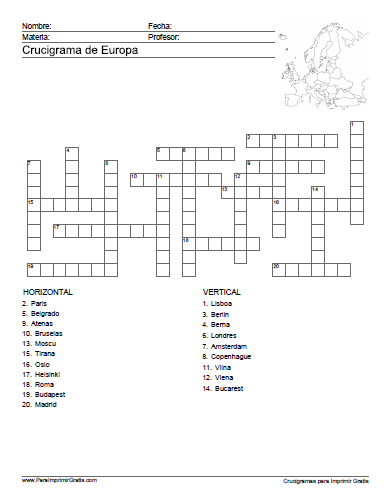 Nombre: Fecha:
Materia: Profesor:
Crucigrama de Europa
1
2 3
4 5 6
7 8 9
10 11 12
13 14
15 16
17
18
19 20
HORIZONTAL
2. Paris
5. Belgrado
9. Atenas
10. Bruselas
13. Moscu
15. Tirana
16. Oslo
17. Helsinki
18. Roma
19. Budapest
20. Madrid
VERTICAL
1. Lisboa
3. Berlin
4. Berna
6. Londres
7. Amsterdam
8. Copenhague
11. Vilna
12. Viena
14. Bucarest
www.ParaImprimirGratis.com Crucigramas para Imprimir Gratis